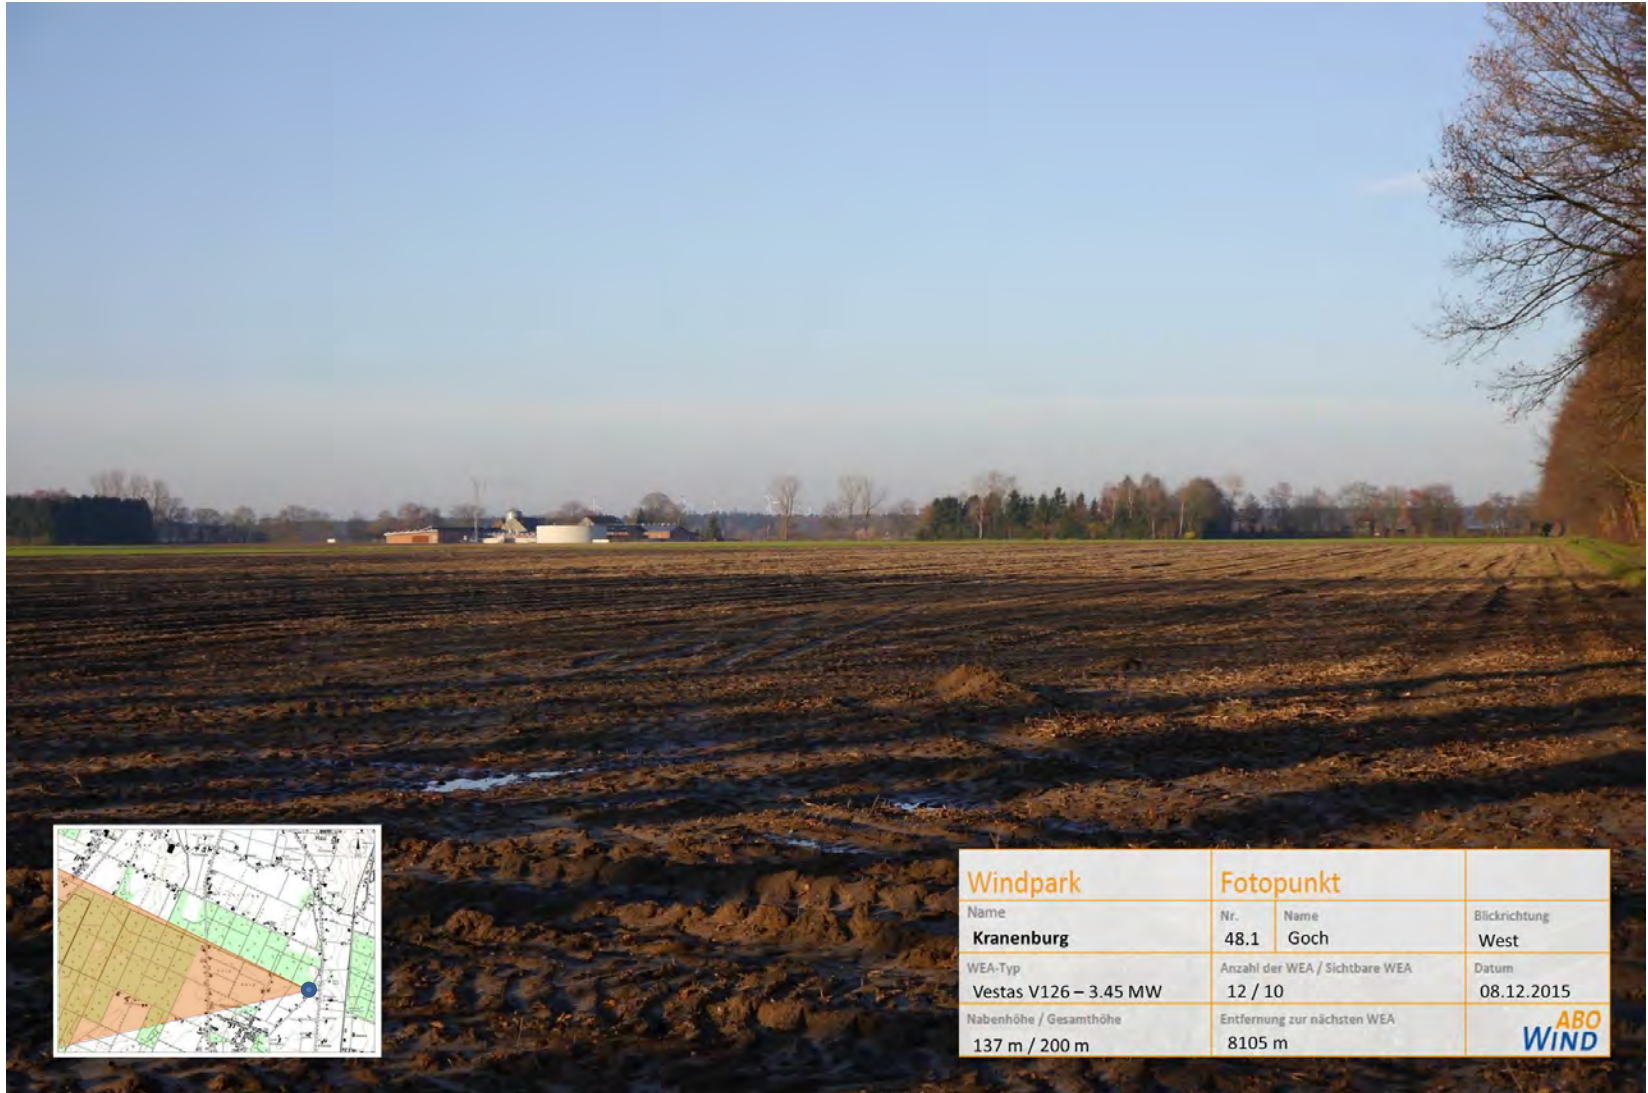 Windpark
Fotopunkt
Name
Kranenburg
Nr.
48.1
Name
Goch
Blickrichtung
West
WEA-Typ
Vestas V126 – 3.45 MW
Anzahl der WEA / Sichtbare WEA
12 / 10
Datum
08.12.2015
Nabenhöhe / Gesamthöhe
137 m / 200 m
Entfernung zur nächsten WEA
8105 m
ABO
WIND